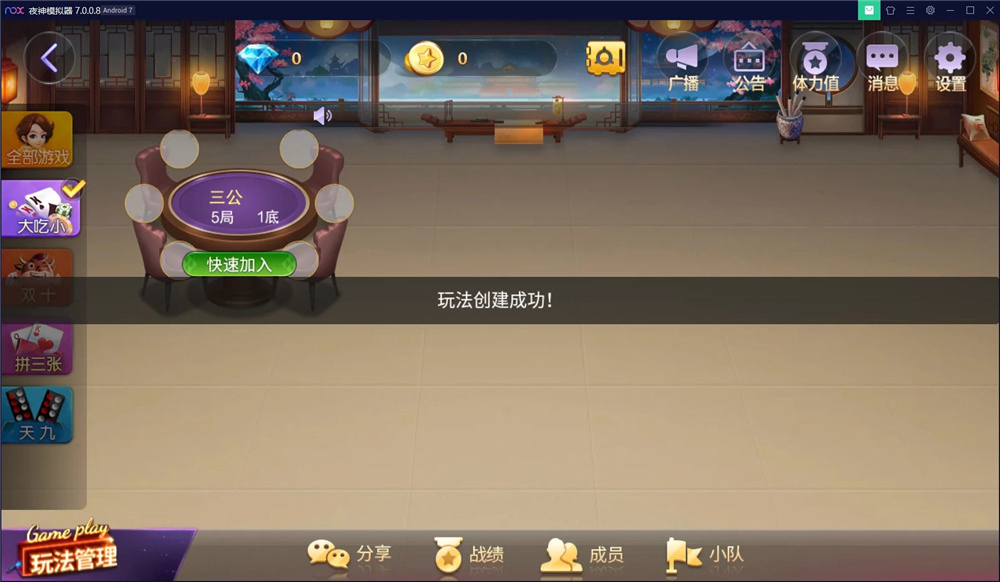 nox 夜神模拟器 7.0.0.8 Android 7
0
0
广播
公告
体力值
消息
设置
全部游戏
大吃小
双十
拼三张
天九
三公
5局 1底
快速加入
玩法创建成功!
Game play
玩法管理
分享
战绩
成员
小队